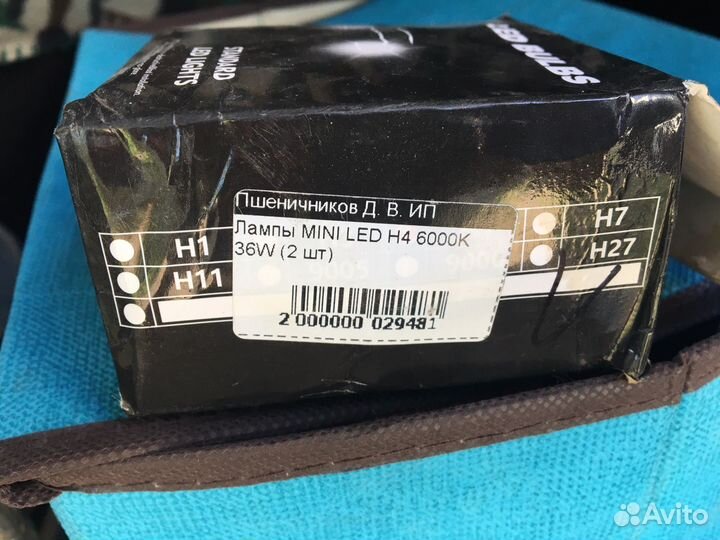 LED BULBS
STANDARD
LED LIGHTS
Пшеничников Д. В. ИП
Лампы MINI LED H4 6000K
36W (2 шт)
2 000000 029481
H1
H7
H11
9005
9006
H27
Avito